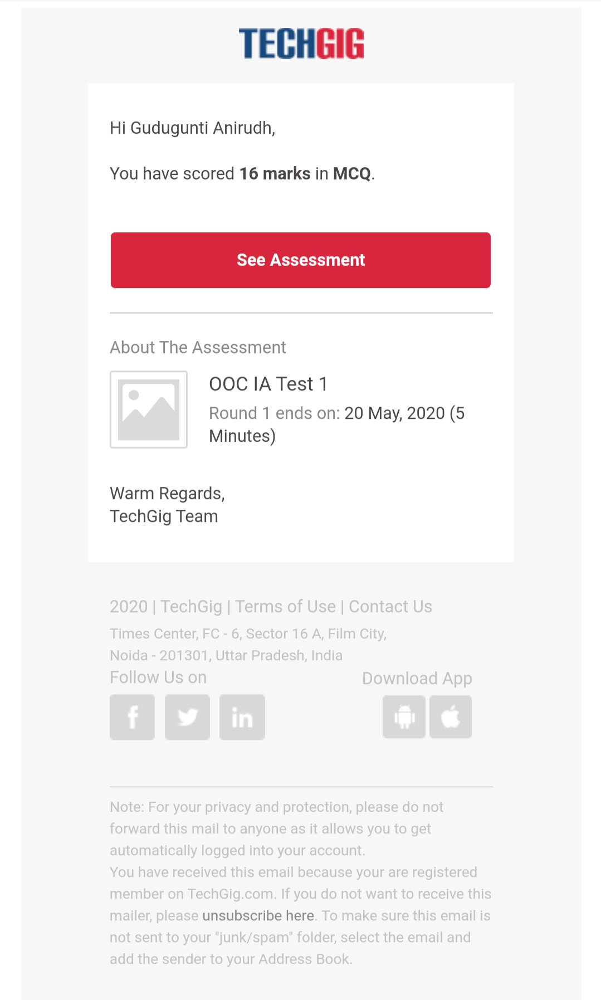 TECHGIG
Hi Gudugunti Anirudh,
You have scored 16 marks in MCQ.
See Assessment
About The Assessment
OOC IA Test 1
Round 1 ends on: 20 May, 2020 (5
Minutes)
Warm Regards,
TechGig Team
2020 | TechGig | Terms of Use | Contact Us
Times Center, FC - 6, Sector 16 A, Film City,
Noida - 201301, Uttar Pradesh, India
Follow Us on
Download App
f
in
Note: For your privacy and protection, please do not
forward this mail to anyone as it allows you to get
automatically logged into your account.
You have received this email because your are registered
member on TechGig.com. If you do not want to receive this
mailer, please unsubscribe here. To make sure this email is
not sent to your "junk/spam" folder, select the email and
add the sender to your Address Book.